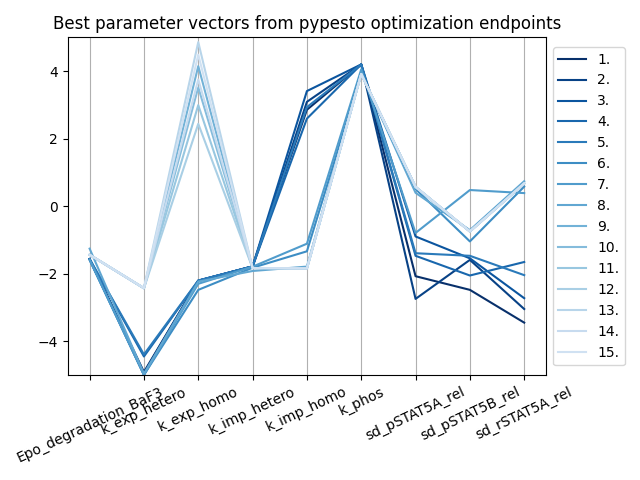 Best parameter vectors from pypesto optimization endpoints
4
2
0
−2
−4
Epo_degradation_BaF3
k_exp_hetero
k_exp_homo
k_imp_hetero
k_imp_homo
k_phos
sd_pSTAT5A_rel
sd_pSTAT5B_rel
sd_rSTAT5A_rel
1.
2.
3.
4.
5.
6.
7.
8.
9.
10.
11.
12.
13.
14.
15.